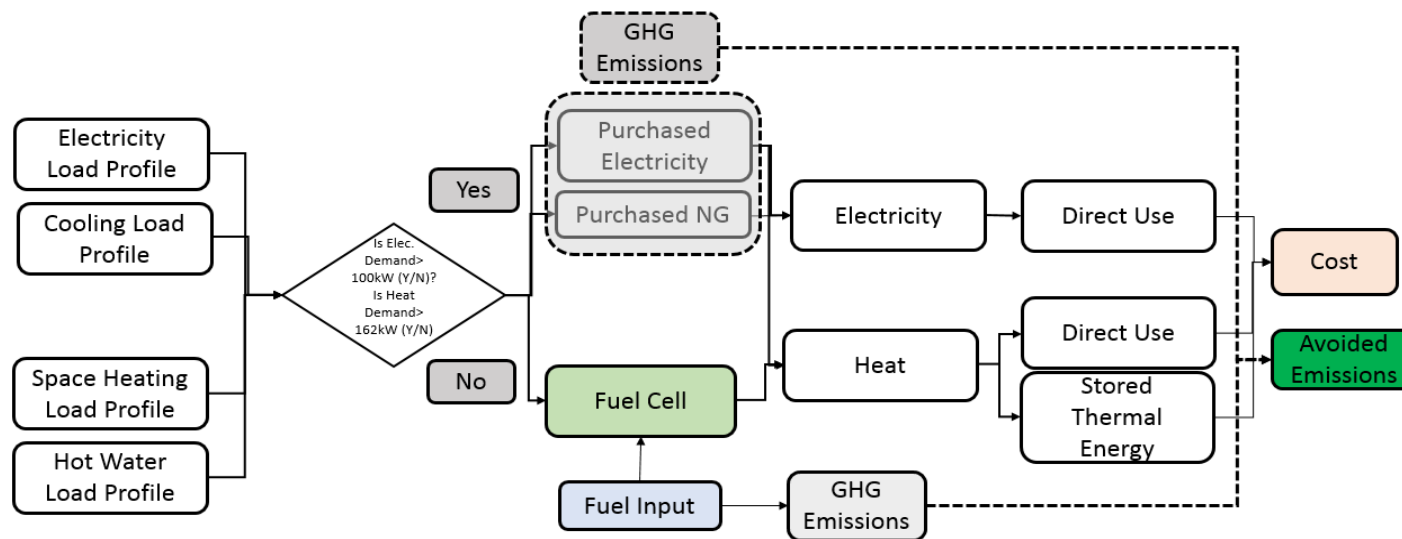 GHG
Emissions
Electricity
Load Profile
Purchased
Electricity
Yes
Cooling Load
Profile
Purchased NG
Electricity
Direct Use
Is Elec.
Demand>
100kW (Y/N)?
Is Heat
Demand>
162kW (Y/N)
Cost
Space Heating
Load Profile
No
Fuel Cell
Heat
Direct Use
Avoided
Emissions
Stored
Thermal
Energy
Hot Water
Load Profile
Fuel Input
GHG
Emissions